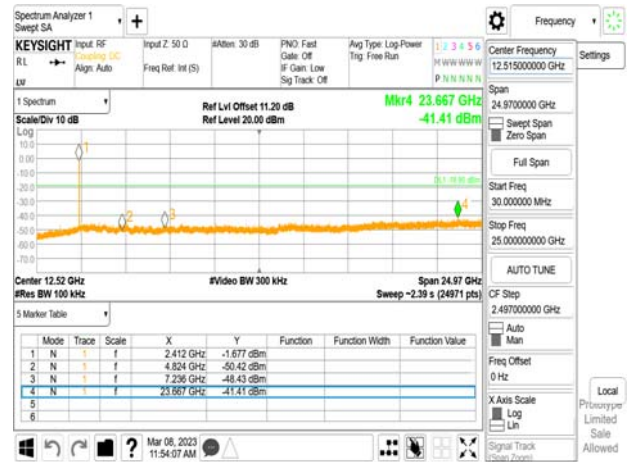 Spectrum Analyzer 1
Swept SA
Frequency
KEYSIGHT Input: RF
RL
Coupling: DC
Align: Auto
LU
Input Z: 50 Ω
Freq Ref: Int (S)
#Atten: 30 dB
PNO: Fast
Gate: Off
IF Gain: Low
Sig Track: Off
Avg Type: Log-Power
Trig: Free Run
1 2 3 4 5 6
M W W W W W
P N N N N N
1 Spectrum
Scale/Div 10 dB
Ref Lvl Offset 11.20 dB
Ref Level 20.00 dBm
Mkr4 23.667 GHz
-41.41 dBm
Log
10.0
0.00
-10.0
-20.0
-30.0
-40.0
-50.0
-60.0
-70.0
1
2
3
4
Center 12.52 GHz
#Res BW 100 kHz
#Video BW 300 kHz
Span 24.97 GHz
Sweep ~2.39 s (24971 pts)
5 Marker Table
Mode Trace Scale X Y Function Function Width Function Value
1 N 1 f 2.412 GHz -1.677 dBm
2 N 1 f 4.824 GHz -50.42 dBm
3 N 1 f 7.236 GHz -48.43 dBm
4 N 1 f 23.667 GHz -41.41 dBm
5
6
Mar 08, 2023
11:54:07 AM
Center Frequency
12.515000000 GHz
Settings
Span
24.9700000 GHz
Swept Span
Zero Span
Full Span
Start Freq
30.000000 MHz
Stop Freq
25.000000000 GHz
AUTO TUNE
CF Step
2.497000000 GHz
Auto
Man
Freq Offset
0 Hz
X Axis Scale
Log
Lin
Signal Track
(Span Zoom)
Local
Prototype
Limited
Sale
Allowed